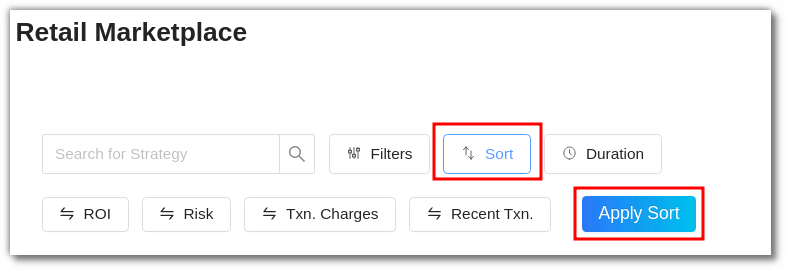 Retail Marketplace
Search for Strategy Filters Sort Duration
ROI Risk Txn. Charges Recent Txn. Apply Sort